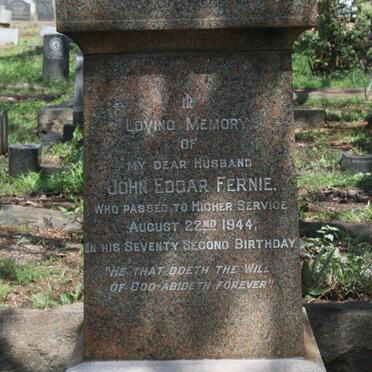 IN
LOVING MEMORY
OF
MY DEAR HUSBAND
JOHN EDGAR FERNIE.
WHO PASSED TO HIGHER SERVICE
AUGUST 22ND 1944,
IN HIS SEVENTY SECOND BIRTHDAY.
"HE THAT DOETH THE WILL
OF GOD-ABIDETH FOREVER"